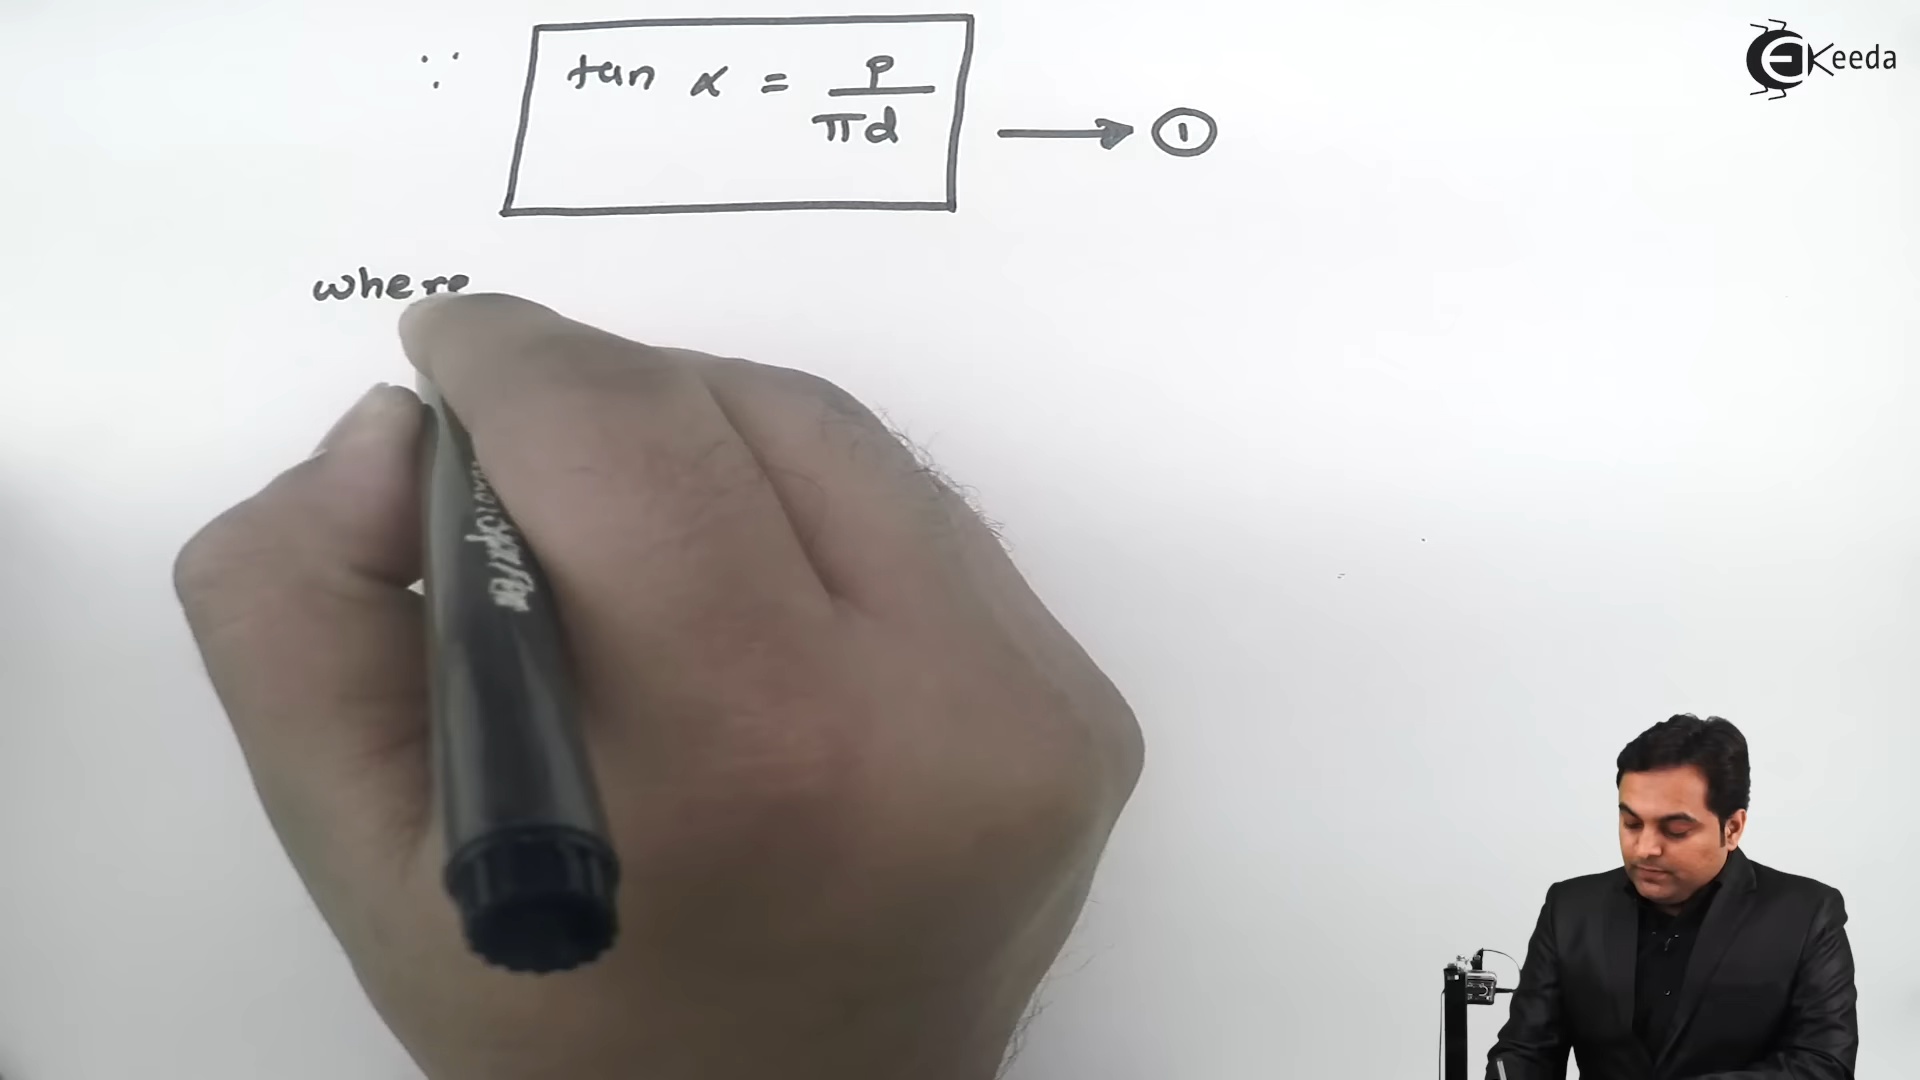 ∵ tan α = p / πd → ①
where
Keeda